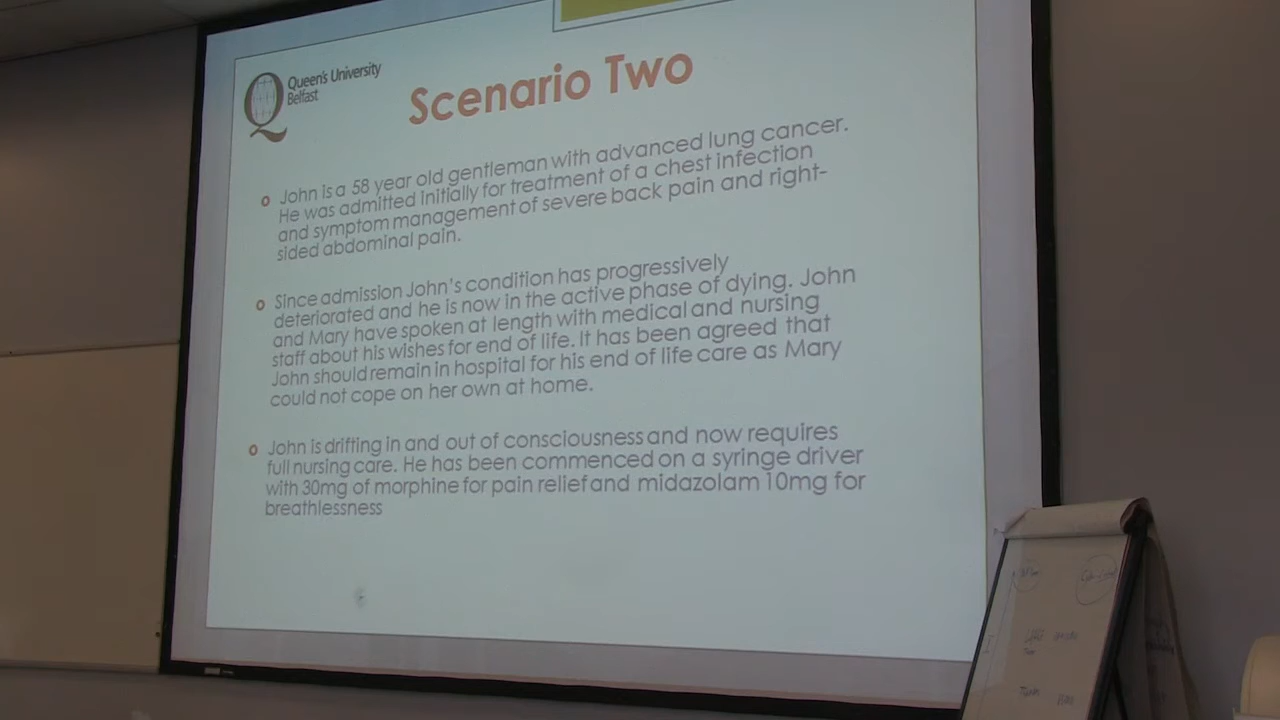 Queen's University
Belfast
Scenario Two
John is a 58 year old gentleman with advanced lung cancer.
He was admitted initially for treatment of a chest infection
and symptom management of severe back pain and right-
sided abdominal pain.
Since admission John's condition has progressively
deteriorated and he is now in the active phase of dying. John
and Mary have spoken at length with medical and nursing
staff about his wishes for end of life. It has been agreed that
John should remain in hospital for his end of life care as Mary
could not cope on her own at home.
John is drifting in and out of consciousness and now requires
full nursing care. He has been commenced on a syringe driver
with 30mg of morphine for pain relief and midazolam 10mg for
breathlessness